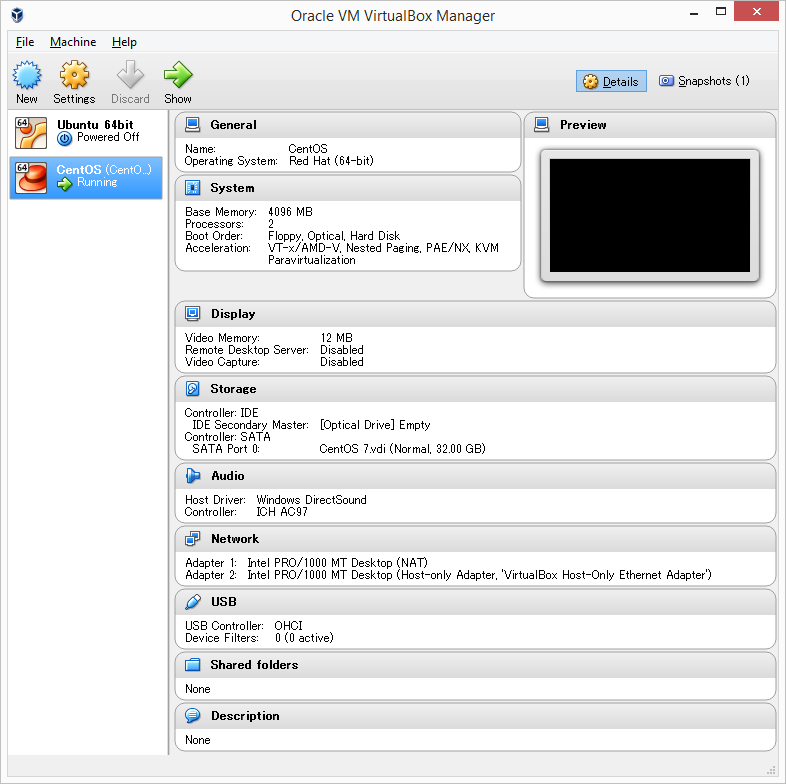 Oracle VM VirtualBox Manager
File Machine Help
New Settings Discard Show
Details Snapshots (1)
64 Ubuntu 64bit
Powered Off
64 CentOS (CentO...)
Running
General
Name: CentOS
Operating System: Red Hat (64-bit)
Preview
System
Base Memory: 4096 MB
Processors: 2
Boot Order: Floppy, Optical, Hard Disk
Acceleration: VT-x/AMD-V, Nested Paging, PAE/NX, KVM
Paravirtualization
Display
Video Memory: 12 MB
Remote Desktop Server: Disabled
Video Capture: Disabled
Storage
Controller: IDE
IDE Secondary Master: [Optical Drive] Empty
Controller: SATA
SATA Port 0: CentOS 7.vdi (Normal, 32.00 GB)
Audio
Host Driver: Windows DirectSound
Controller: ICH AC97
Network
Adapter 1: Intel PRO/1000 MT Desktop (NAT)
Adapter 2: Intel PRO/1000 MT Desktop (Host-only Adapter, 'VirtualBox Host-Only Ethernet Adapter')
USB
USB Controller: OHCI
Device Filters: 0 (0 active)
Shared folders
None
Description
None